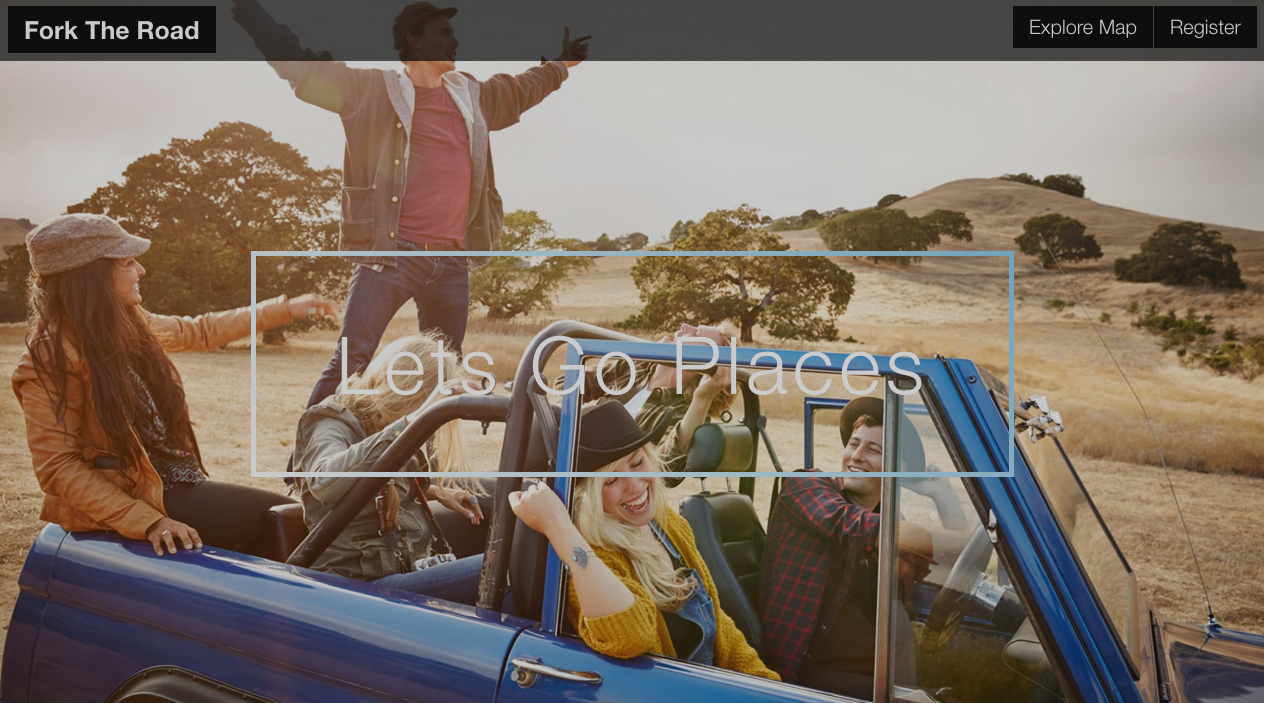 Fork The Road
Explore Map
Register
Lets Go Places